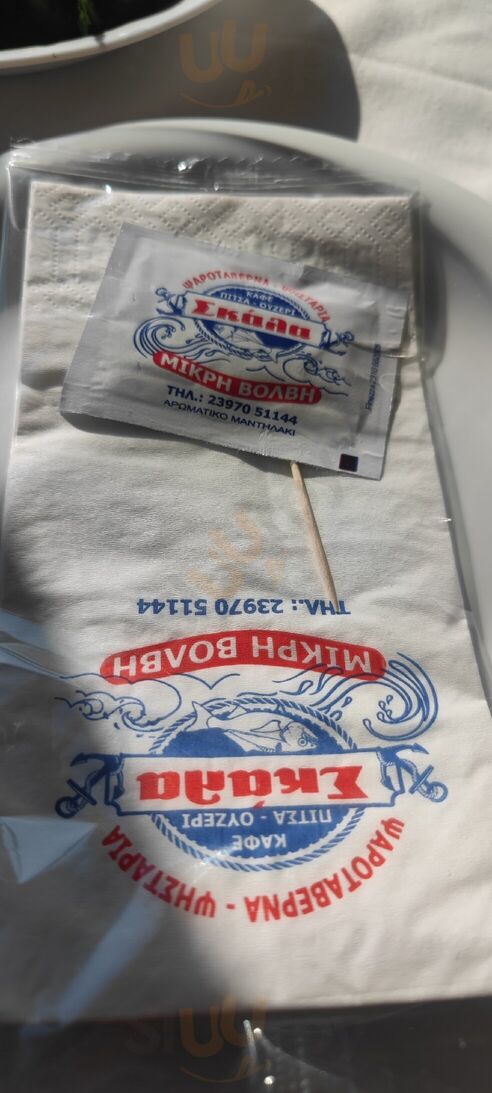 ΨΑΡΟΤΑΒΕΡΝΑ - ΨΗΣΤΑΡΙΑ
ΚΑΦΕ
ΠΙΤΣΑ - ΟΥΖΕΡΙ
Σκάλα
ΜΙΚΡΗ ΒΟΛΒΗ
ΤΗΛ.: 23970 51144
ΑΡΩΜΑΤΙΚΟ ΜΑΝΤΗΛΑΚΙ
ΤΗΛ.: 23970 51144
ΜΙΚΡΗ ΒΟΛΒΗ
Σκάλα
ΠΙΤΣΑ - ΟΥΖΕΡΙ
ΚΑΦΕ
ΨΑΡΟΤΑΒΕΡΝΑ - ΨΗΣΤΑΡΙΑ